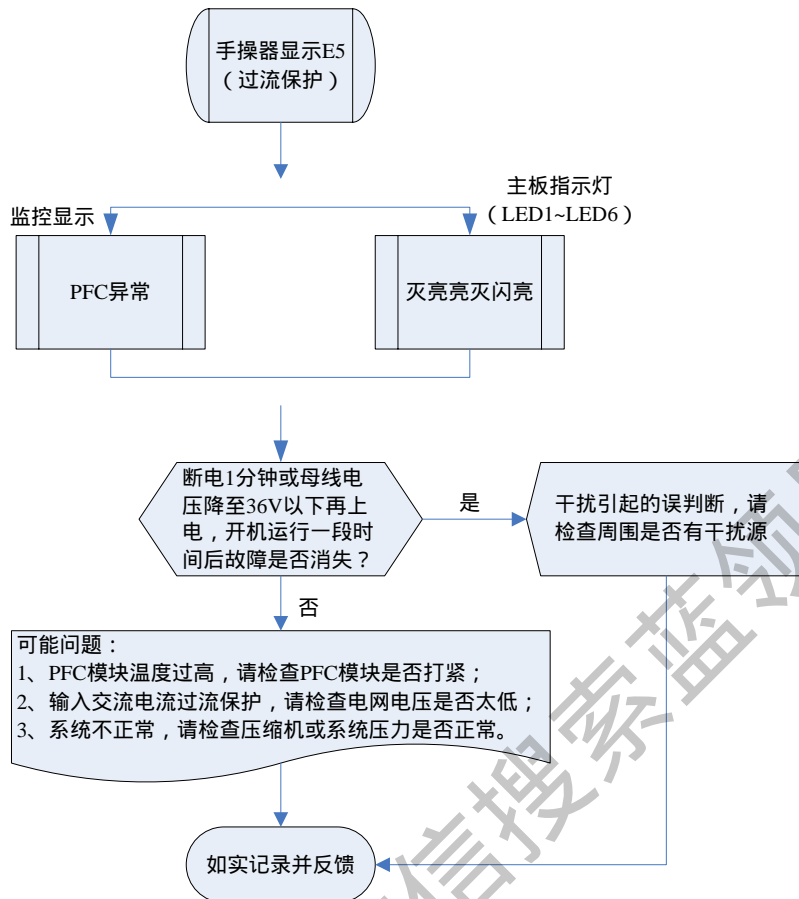 手操器显示E5
（过流保护）
主板指示灯
（LED1~LED6）
监控显示
PFC异常
灭亮亮灭闪亮
断电1分钟或母线电
压降至36V以下再上
电，开机运行一段时
间后故障是否消失？
是
干扰引起的误判断，请
检查周围是否有干扰源
否
可能问题：
1、PFC模块温度过高，请检查PFC模块是否打紧；
2、输入交流电流过流保护，请检查电网电压是否太低；
3、系统不正常，请检查压缩机或系统压力是否正常。
如实记录并反馈
信搜索蓝领